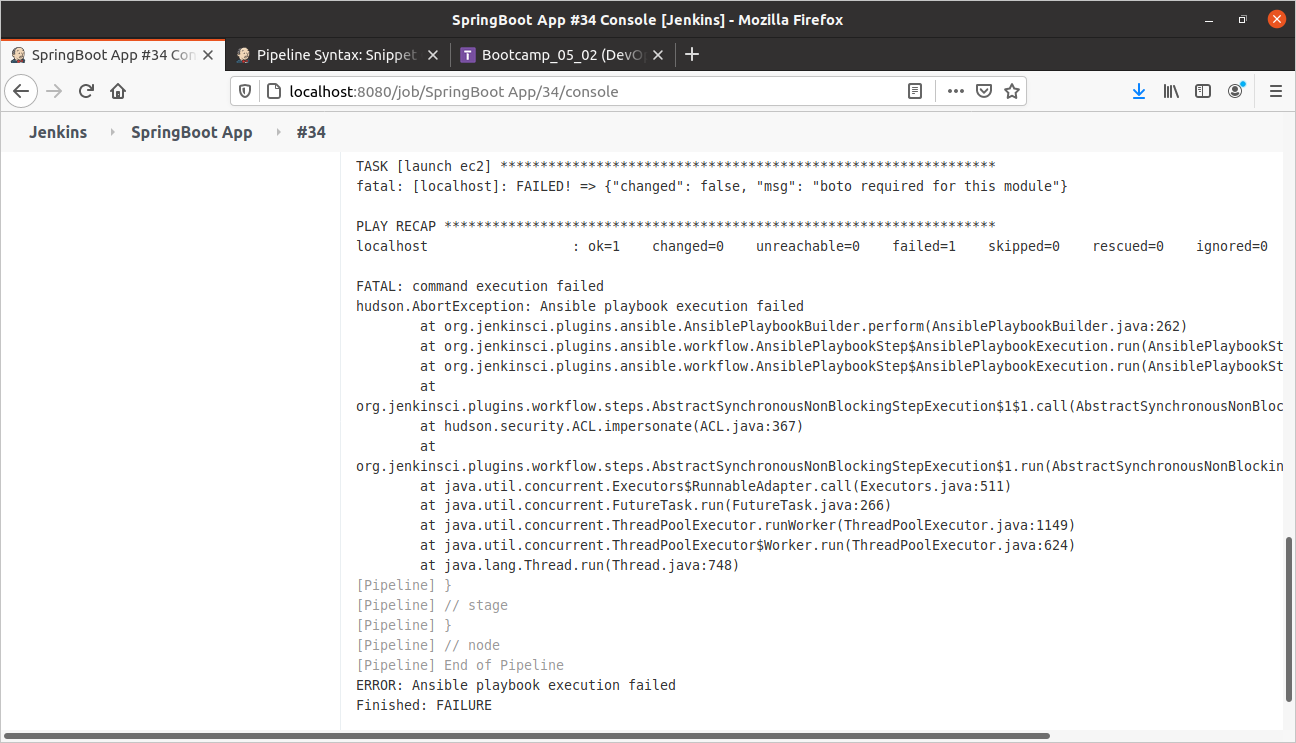 SpringBoot App #34 Console [Jenkins] - Mozilla Firefox
SpringBoot App #34 Con
Pipeline Syntax: Snippet
T Bootcamp_05_02 (DevO
localhost:8080/job/SpringBoot App/34/console
Jenkins SpringBoot App #34
TASK [launch ec2] **************************************************************
fatal: [localhost]: FAILED! => {"changed": false, "msg": "boto required for this module"}
PLAY RECAP *********************************************************************
localhost : ok=1 changed=0 unreachable=0 failed=1 skipped=0 rescued=0 ignored=0
FATAL: command execution failed
hudson.AbortException: Ansible playbook execution failed
at org.jenkinsci.plugins.ansible.AnsiblePlaybookBuilder.perform(AnsiblePlaybookBuilder.java:262)
at org.jenkinsci.plugins.ansible.workflow.AnsiblePlaybookStep$AnsiblePlaybookExecution.run(AnsiblePlaybookSt
at org.jenkinsci.plugins.ansible.workflow.AnsiblePlaybookStep$AnsiblePlaybookExecution.run(AnsiblePlaybookSt
at
org.jenkinsci.plugins.workflow.steps.AbstractSynchronousNonBlockingStepExecution$1$1.call(AbstractSynchronousNonBloc
at hudson.security.ACL.impersonate(ACL.java:367)
at
org.jenkinsci.plugins.workflow.steps.AbstractSynchronousNonBlockingStepExecution$1.run(AbstractSynchronousNonBlockin
at java.util.concurrent.Executors$RunnableAdapter.call(Executors.java:511)
at java.util.concurrent.FutureTask.run(FutureTask.java:266)
at java.util.concurrent.ThreadPoolExecutor.runWorker(ThreadPoolExecutor.java:1149)
at java.util.concurrent.ThreadPoolExecutor$Worker.run(ThreadPoolExecutor.java:624)
at java.lang.Thread.run(Thread.java:748)
[Pipeline] }
[Pipeline] // stage
[Pipeline] }
[Pipeline] // node
[Pipeline] End of Pipeline
ERROR: Ansible playbook execution failed
Finished: FAILURE